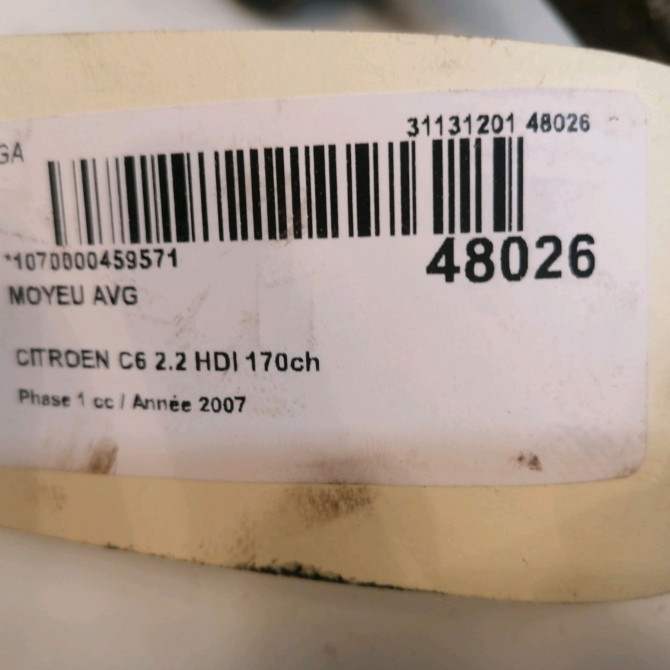 31131201 48026
GA
*1070000459571
48026
MOYEU AVG
CITROEN C6 2.2 HDI 170ch
Phase 1 cc / Année 2007